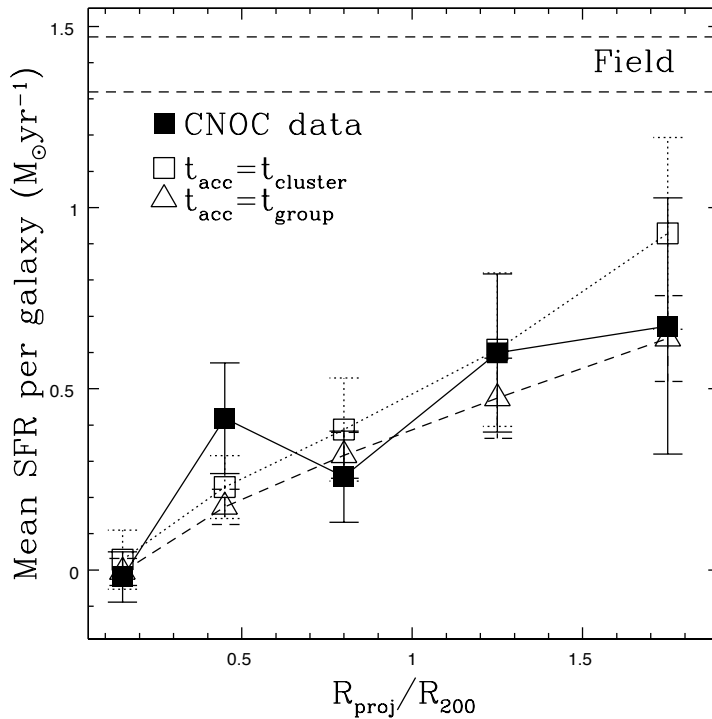 1.5
Field
CNOC data
t_acc=t_cluster
t_acc=t_group
1
0.5
0
Mean SFR per galaxy (M⊙yr⁻¹)
0.5 1 1.5
R_proj/R_200